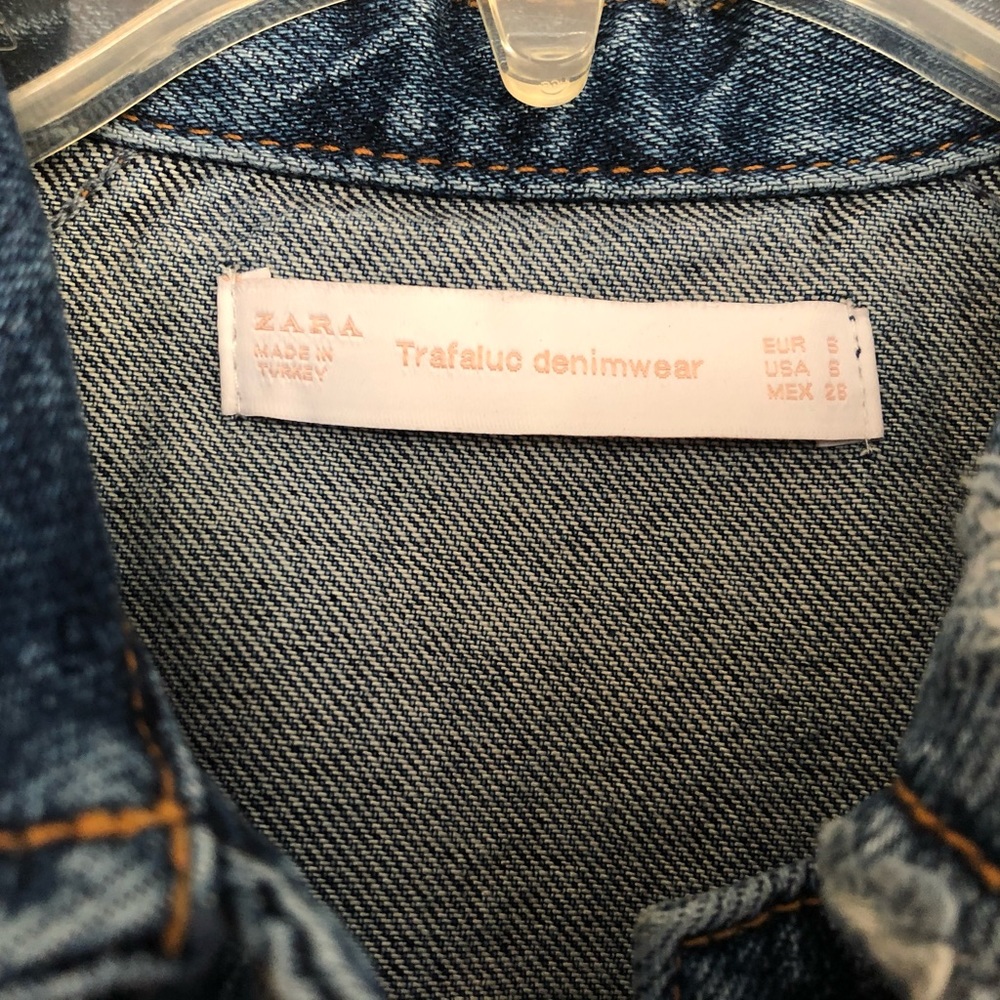 ZARA
MADE IN
TURKEY
Trafaluc denimwear
EUR S
USA S
MEX 26